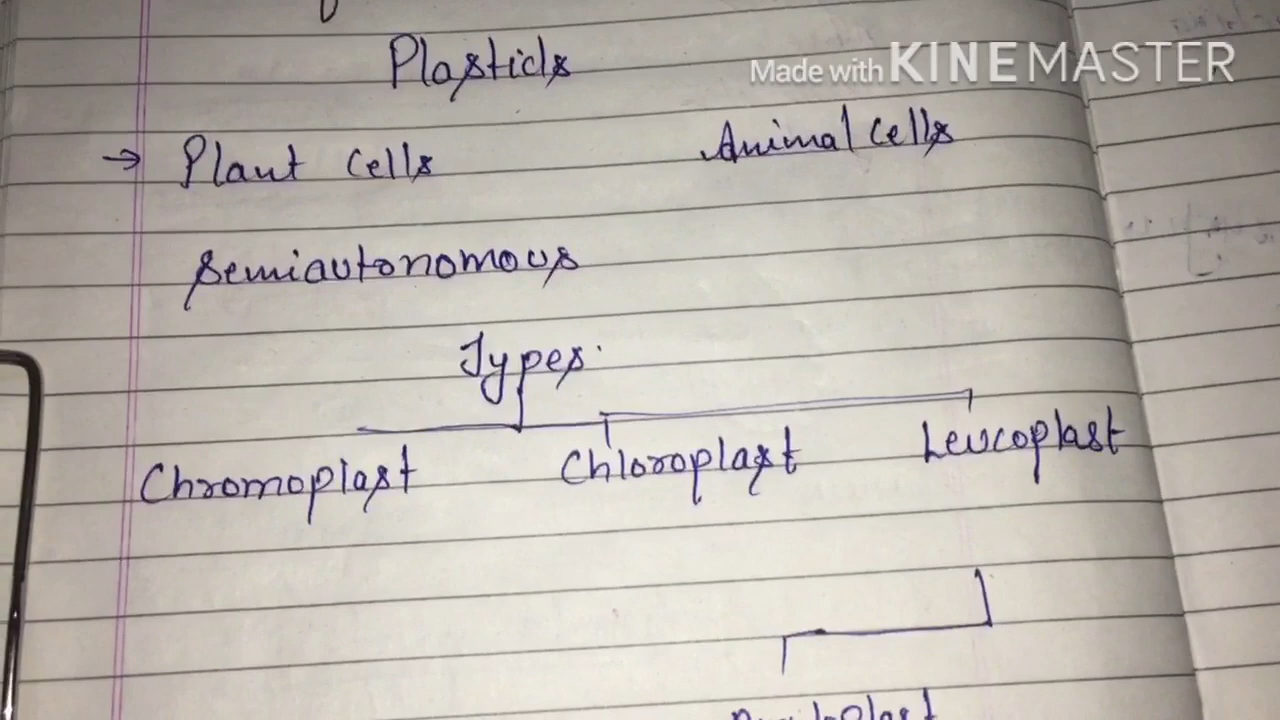 Plastids
Made with KINEMASTER
→ Plant cells Animal cells
semiautonomous
Types
Chromoplast Chloroplast Leucoplast